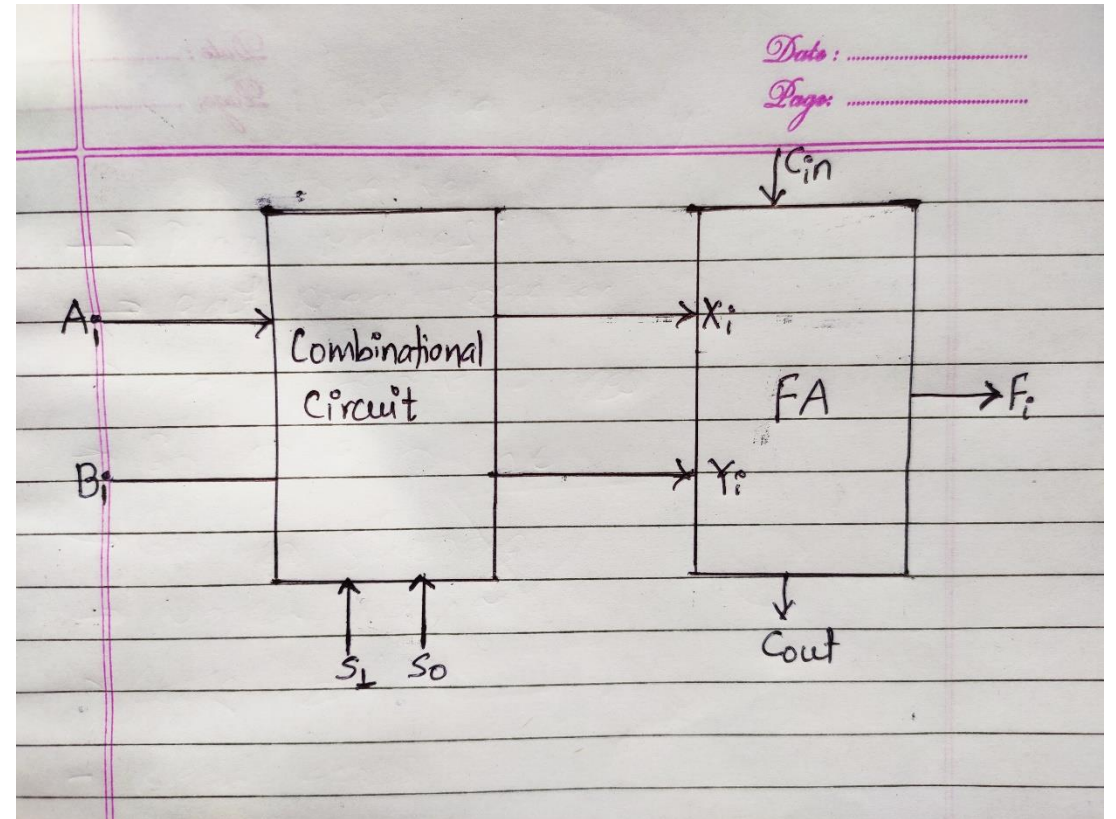 Date :
Page:
Cin
Ai
Xi
Combinational
Circuit
FA
Fi
Bi
Yi
S1 S0
Cout